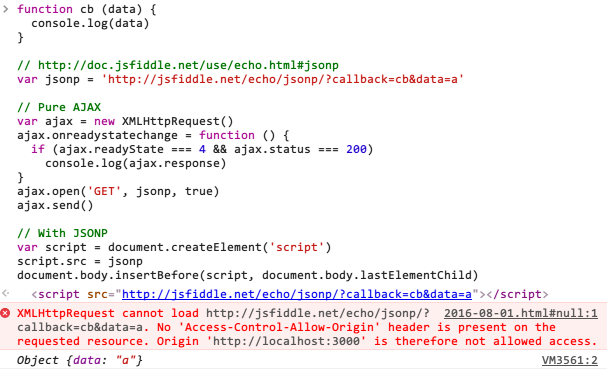 function cb (data) {
  console.log(data)
}
// http://doc.jsfiddle.net/use/echo.html#jsonp
var jsonp = 'http://jsfiddle.net/echo/jsonp/?callback=cb&data=a'
// Pure AJAX
var ajax = new XMLHttpRequest()
ajax.onreadystatechange = function () {
  if (ajax.readyState === 4 && ajax.status === 200)
    console.log(ajax.response)
}
ajax.open('GET', jsonp, true)
ajax.send()
// With JSONP
var script = document.createElement('script')
script.src = jsonp
document.body.insertBefore(script, document.body.lastElementChild)
<script src="http://jsfiddle.net/echo/jsonp/?callback=cb&data=a"></script>
XMLHttpRequest cannot load http://jsfiddle.net/echo/jsonp/? 2016-08-01.html#null:1
callback=cb&data=a. No 'Access-Control-Allow-Origin' header is present on the
requested resource. Origin 'http://localhost:3000' is therefore not allowed access.
Object {data: "a"} VM3561:2